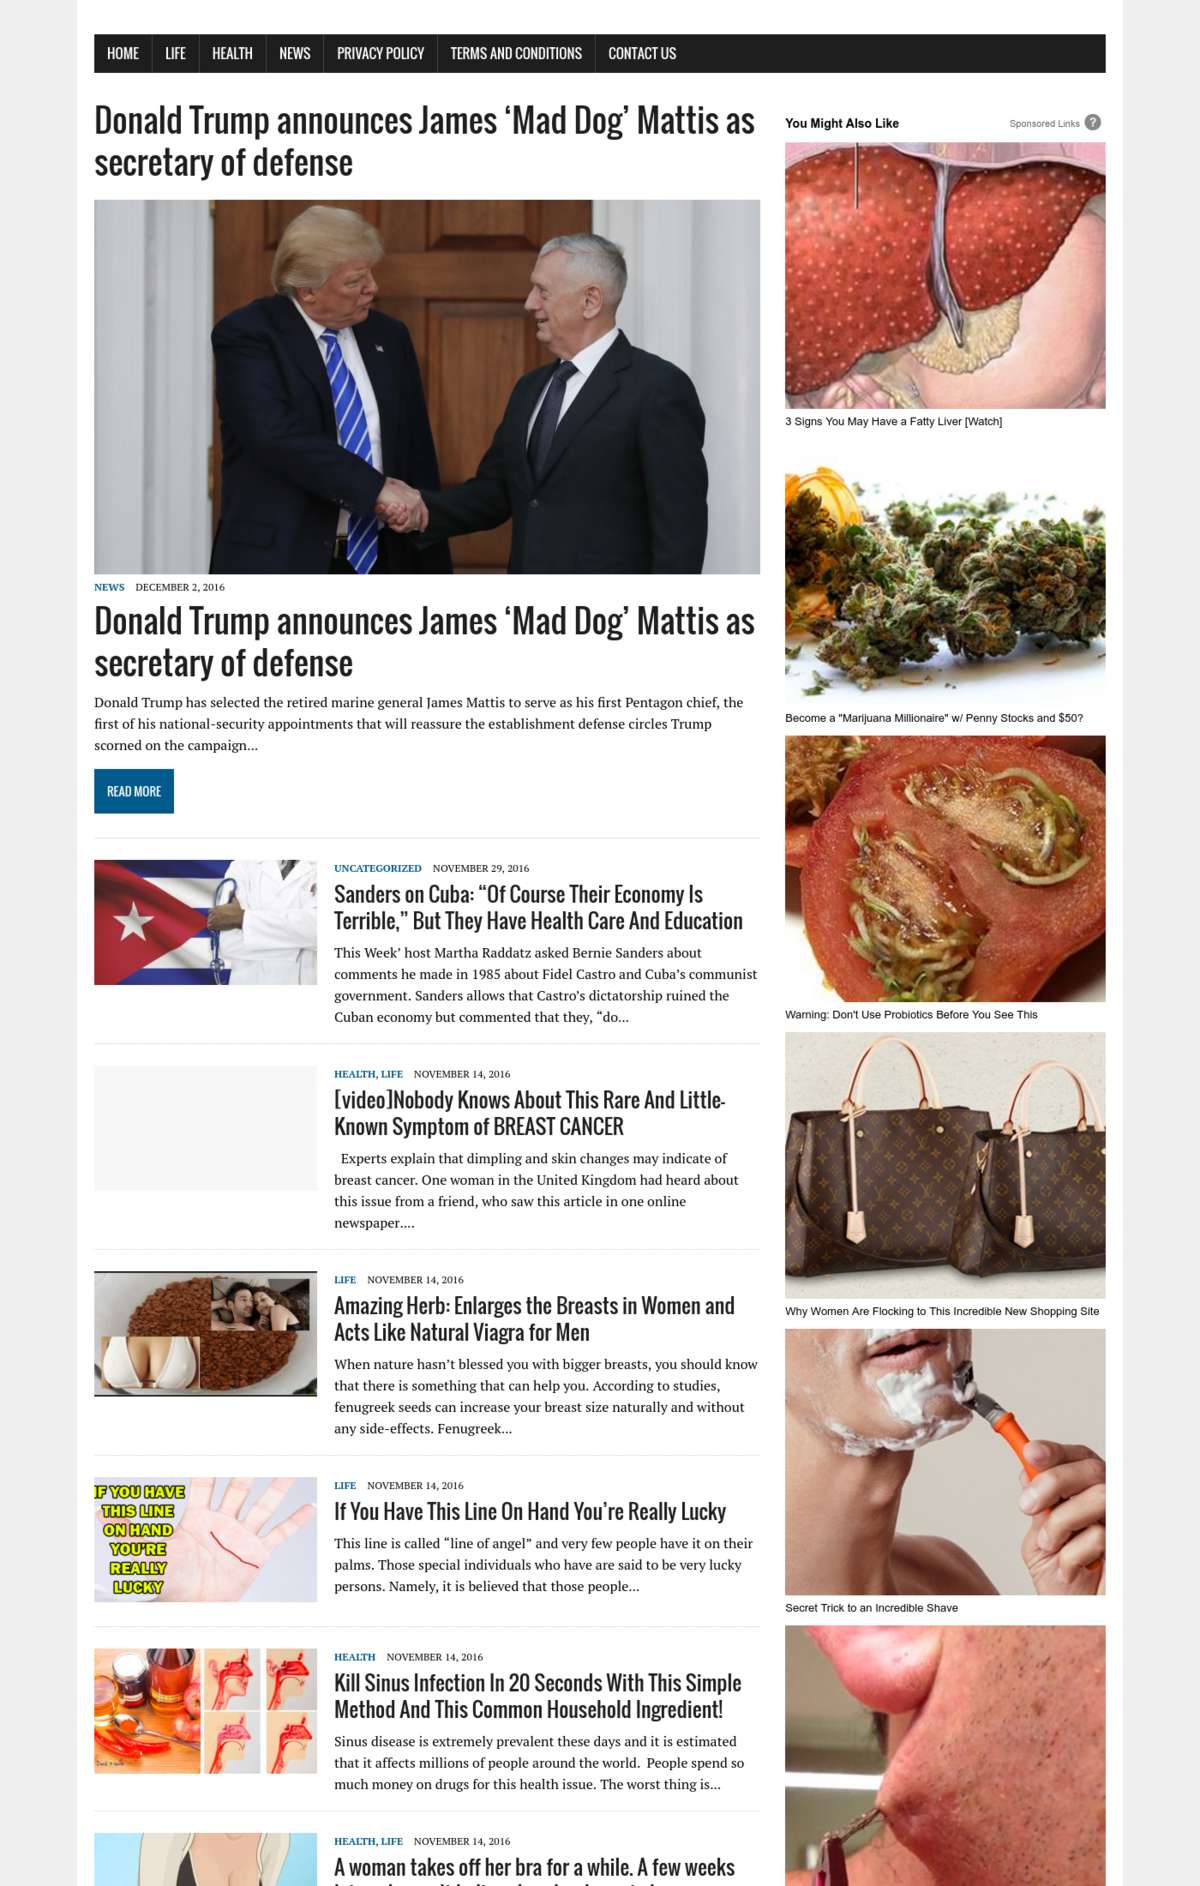 HOME LIFE HEALTH NEWS PRIVACY POLICY TERMS AND CONDITIONS CONTACT US
Donald Trump announces James ‘Mad Dog’ Mattis as
secretary of defense
NEWS DECEMBER 2, 2016
Donald Trump announces James ‘Mad Dog’ Mattis as
secretary of defense
Donald Trump has selected the retired marine general James Mattis to serve as his first Pentagon chief, the
first of his national-security appointments that will reassure the establishment defense circles Trump
scorned on the campaign...
READ MORE
UNCATEGORIZED NOVEMBER 29, 2016
Sanders on Cuba: “Of Course Their Economy Is
Terrible,” But They Have Health Care And Education
This Week’ host Martha Raddatz asked Bernie Sanders about
comments he made in 1985 about Fidel Castro and Cuba’s communist
government. Sanders allows that Castro’s dictatorship ruined the
Cuban economy but commented that they, “do...
HEALTH, LIFE NOVEMBER 14, 2016
[video]Nobody Knows About This Rare And Little-
Known Symptom of BREAST CANCER
Experts explain that dimpling and skin changes may indicate of
breast cancer. One woman in the United Kingdom had heard about
this issue from a friend, who saw this article in one online
newspaper....
LIFE NOVEMBER 14, 2016
Amazing Herb: Enlarges the Breasts in Women and
Acts Like Natural Viagra for Men
When nature hasn’t blessed you with bigger breasts, you should know
that there is something that can help you. According to studies,
fenugreek seeds can increase your breast size naturally and without
any side-effects. Fenugreek...
IF YOU HAVE
THIS LINE
ON HAND
YOU'RE
REALLY
LUCKY
LIFE NOVEMBER 14, 2016
If You Have This Line On Hand You’re Really Lucky
This line is called “line of angel” and very few people have it on their
palms. Those special individuals who have are said to be very lucky
persons. Namely, it is believed that those people...
HEALTH NOVEMBER 14, 2016
Kill Sinus Infection In 20 Seconds With This Simple
Method And This Common Household Ingredient!
Sinus disease is extremely prevalent these days and it is estimated
that it affects millions of people around the world. People spend so
much money on drugs for this health issue. The worst thing is...
HEALTH, LIFE NOVEMBER 14, 2016
A woman takes off her bra for a while. A few weeks
You Might Also Like
Sponsored Links ?
3 Signs You May Have a Fatty Liver [Watch]
Become a "Marijuana Millionaire" w/ Penny Stocks and $50?
Warning: Don't Use Probiotics Before You See This
Why Women Are Flocking to This Incredible New Shopping Site
Secret Trick to an Incredible Shave